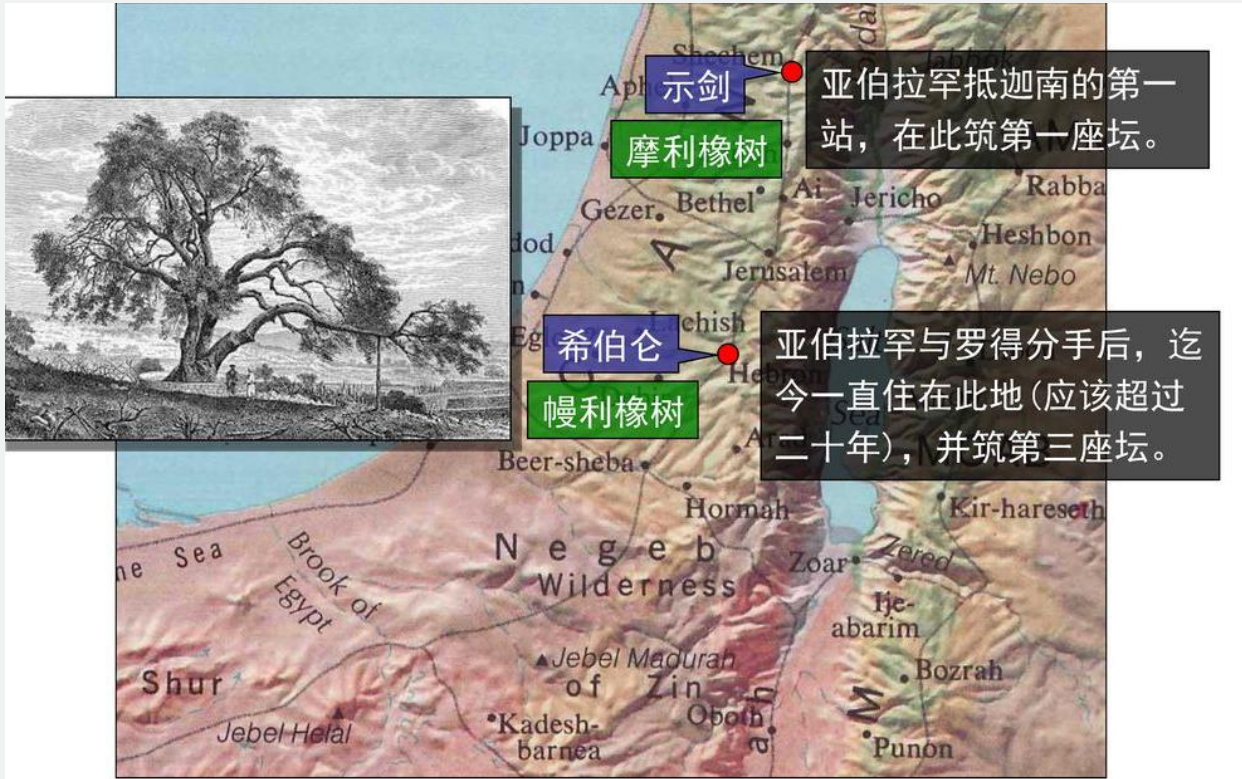 Shechem
示剑
亚伯拉罕抵迦南的第一
站，在此筑第一座坛。
Joppa
摩利橡树
Rabba
Ai
Jericho
Gezer
Bethel
Heshbon
Jerusalem
Mt. Nebo
Lachish
希伯仑
亚伯拉罕与罗得分手后，迄
今一直住在此地(应该超过
二十年)，并筑第三座坛。
Hebron
幔利橡树
Sea
Beer-sheba
Hormah
Kir-hareseth
Sea
Brook of
Egypt
Negeb
Wilderness
Zoar
Zered
Ije-
abarim
Jebel Madurah
of Zin
Shur
Bozrah
Jebel Helal
Kadesh-
barnea
Oboth
Punon